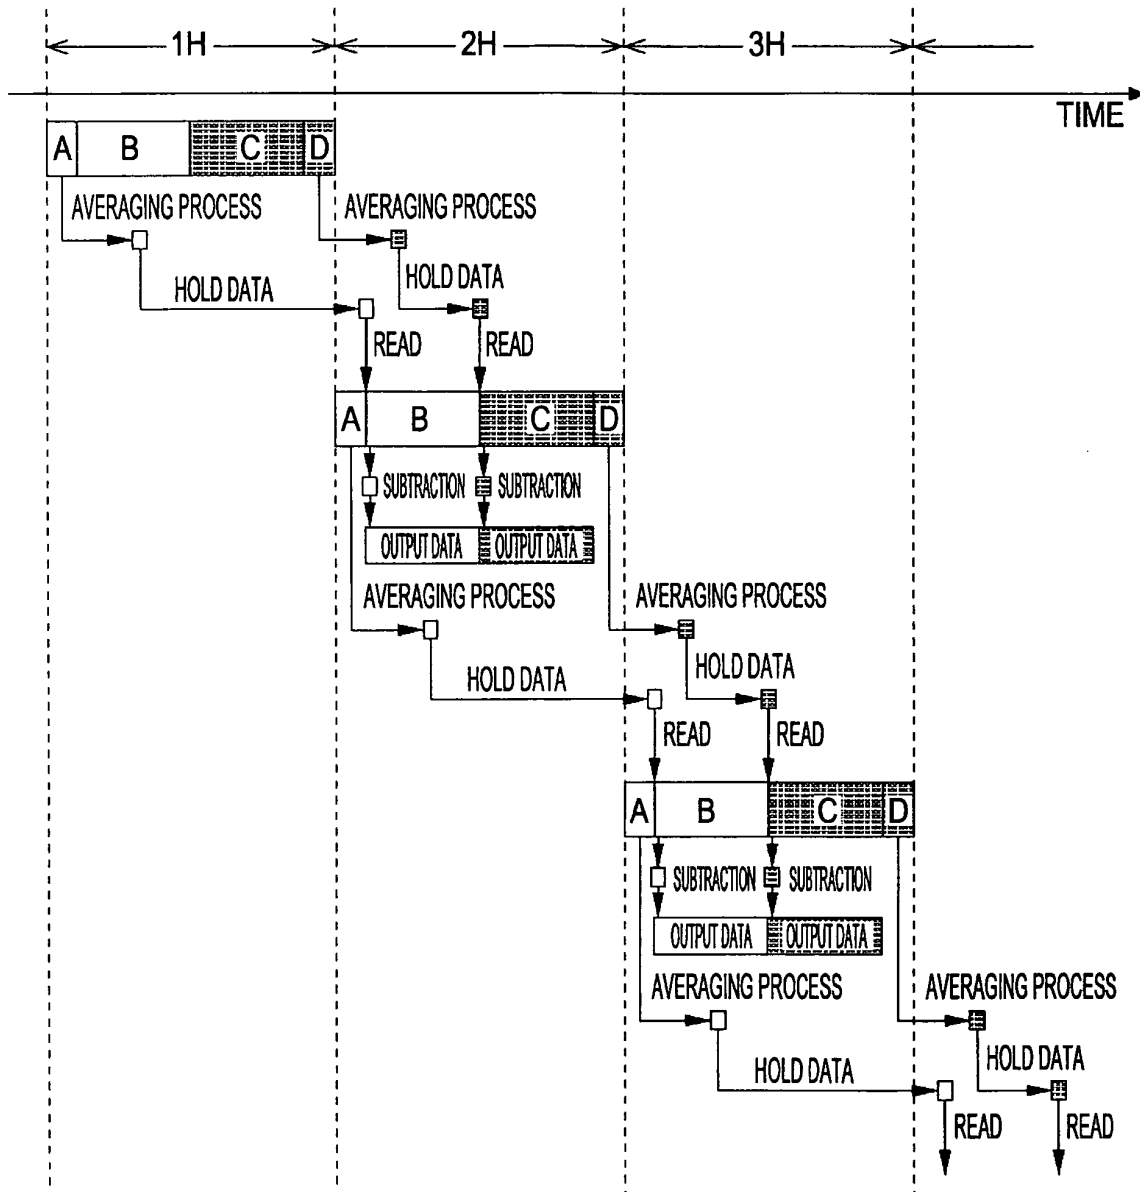 1H 2H 3H
TIME
A B C D
AVERAGING PROCESS AVERAGING PROCESS
HOLD DATA
HOLD DATA
READ READ
A B C D
SUBTRACTION SUBTRACTION
OUTPUT DATA OUTPUT DATA
AVERAGING PROCESS AVERAGING PROCESS
HOLD DATA
HOLD DATA
READ READ
A B C D
SUBTRACTION SUBTRACTION
OUTPUT DATA OUTPUT DATA
AVERAGING PROCESS AVERAGING PROCESS
HOLD DATA
HOLD DATA
READ READ